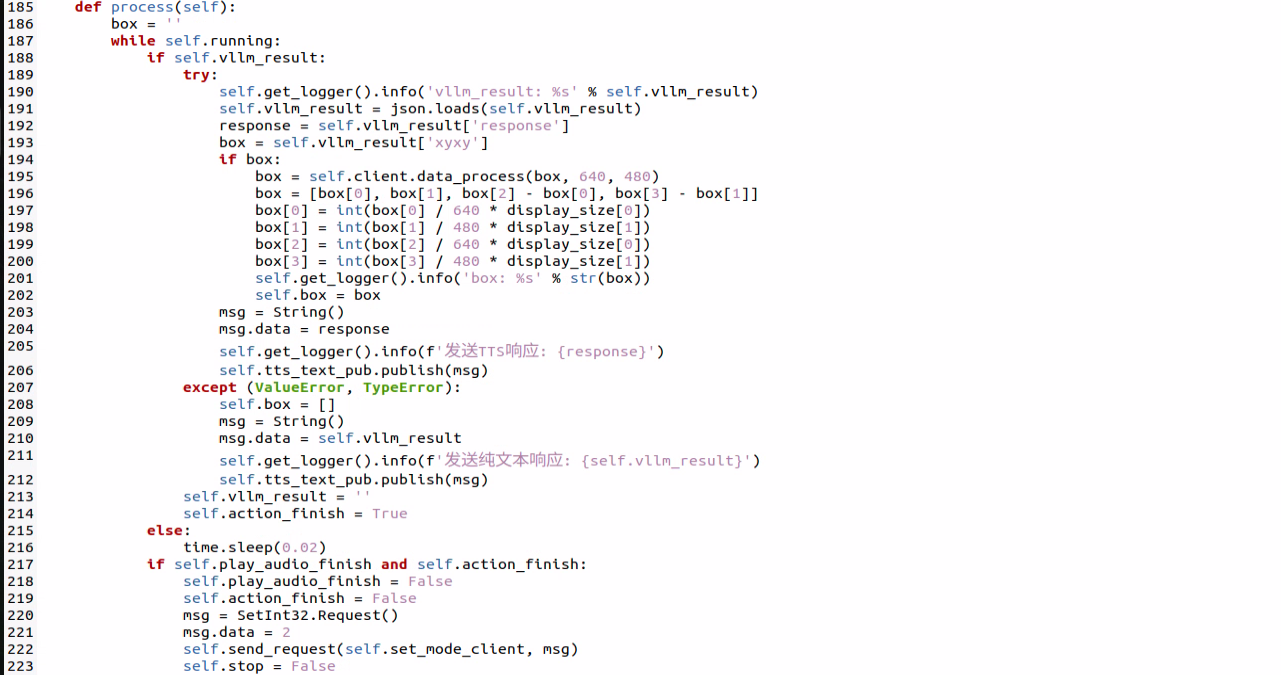 185     def process(self):
186         box = ''
187         while self.running:
188             if self.vllm_result:
189                 try:
190                     self.get_logger().info('vllm_result: %s' % self.vllm_result)
191                     self.vllm_result = json.loads(self.vllm_result)
192                     response = self.vllm_result['response']
193                     box = self.vllm_result['xyxy']
194                     if box:
195                         box = self.client.data_process(box, 640, 480)
196                         box = [box[0], box[1], box[2] - box[0], box[3] - box[1]]
197                         box[0] = int(box[0] / 640 * display_size[0])
198                         box[1] = int(box[1] / 480 * display_size[1])
199                         box[2] = int(box[2] / 640 * display_size[0])
200                         box[3] = int(box[3] / 480 * display_size[1])
201                         self.get_logger().info('box: %s' % str(box))
202                         self.box = box
203                     msg = String()
204                     msg.data = response
205                     self.get_logger().info(f'发送TTS响应: {response}')
206                     self.tts_text_pub.publish(msg)
207                 except (ValueError, TypeError):
208                     self.box = []
209                     msg = String()
210                     msg.data = self.vllm_result
211                     self.get_logger().info(f'发送纯文本响应: {self.vllm_result}')
212                     self.tts_text_pub.publish(msg)
213                 self.vllm_result = ''
214                 self.action_finish = True
215             else:
216                 time.sleep(0.02)
217             if self.play_audio_finish and self.action_finish:
218                 self.play_audio_finish = False
219                 self.action_finish = False
220                 msg = SetInt32.Request()
221                 msg.data = 2
222                 self.send_request(self.set_mode_client, msg)
223                 self.stop = False